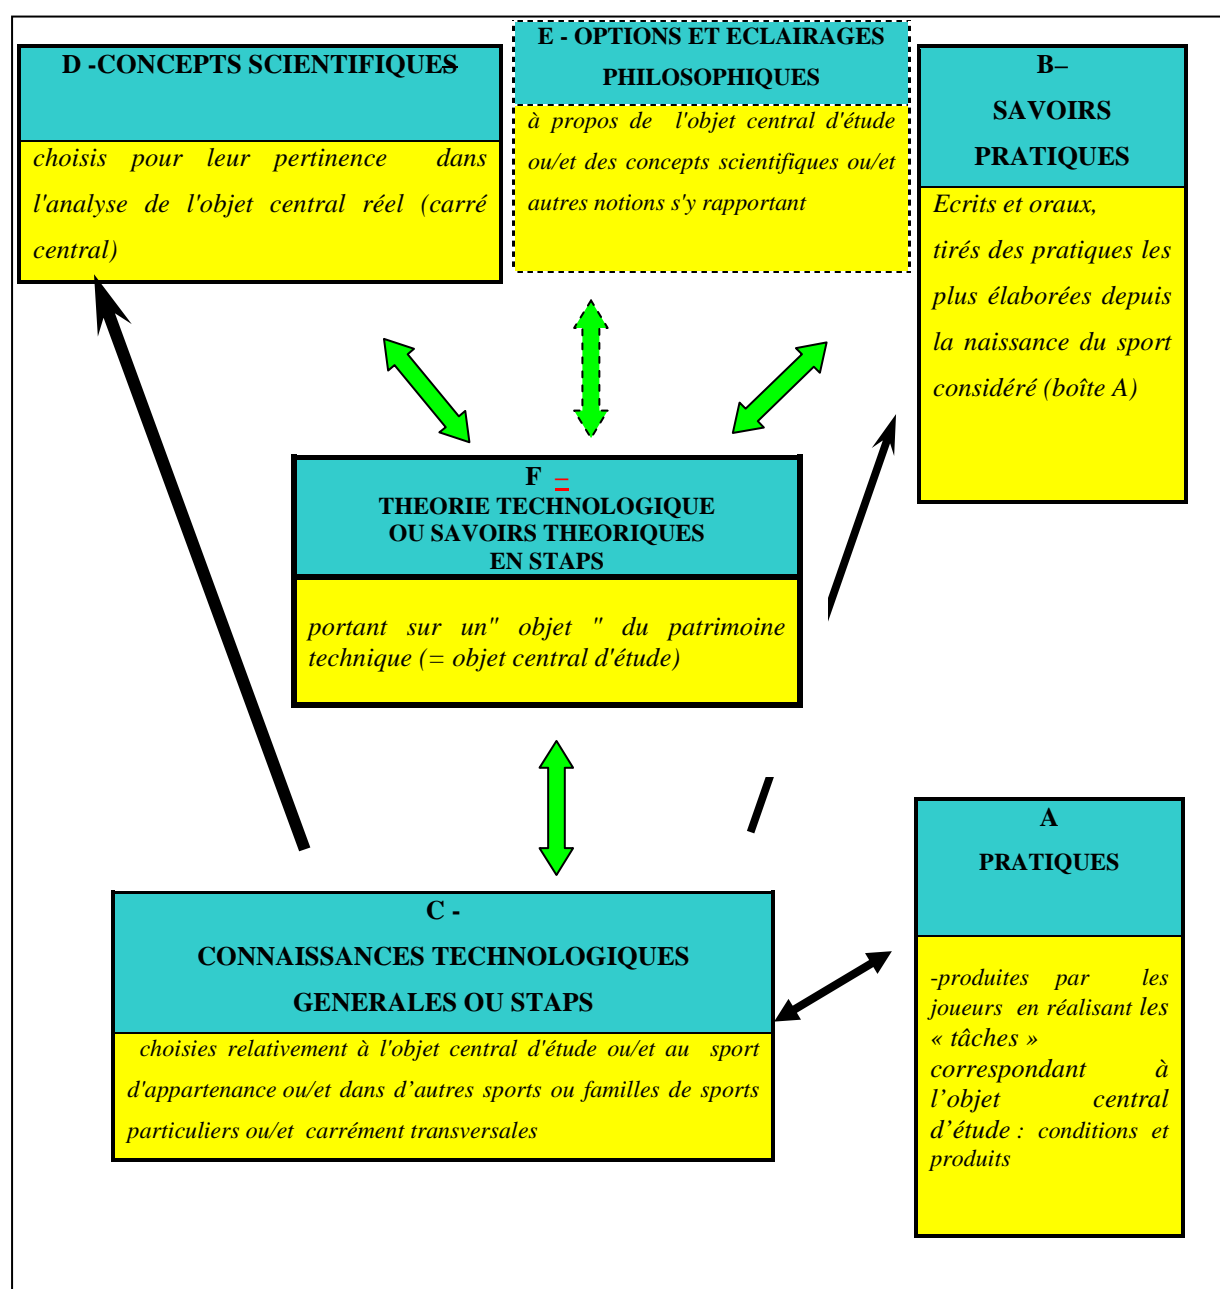 D -CONCEPTS SCIENTIFIQUES
choisis pour leur pertinence dans
l'analyse de l'objet central réel (carré
central)
E - OPTIONS ET ECLAIRAGES
PHILOSOPHIQUES
à propos de l'objet central d'étude
ou/et des concepts scientifiques ou/et
autres notions s'y rapportant
B–
SAVOIRS
PRATIQUES
Ecrits et oraux,
tirés des pratiques les
plus élaborées depuis
la naissance du sport
considéré (boîte A)
F –
THEORIE TECHNOLOGIQUE
OU SAVOIRS THEORIQUES
EN STAPS
portant sur un" objet " du patrimoine
technique (= objet central d'étude)
C -
CONNAISSANCES TECHNOLOGIQUES
GENERALES OU STAPS
choisies relativement à l'objet central d'étude ou/et au sport
d'appartenance ou/et dans d’autres sports ou familles de sports
particuliers ou/et carrément transversales
A
PRATIQUES
-produites par les
joueurs en réalisant les
« tâches »
correspondant à
l’objet central
d’étude : conditions et
produits